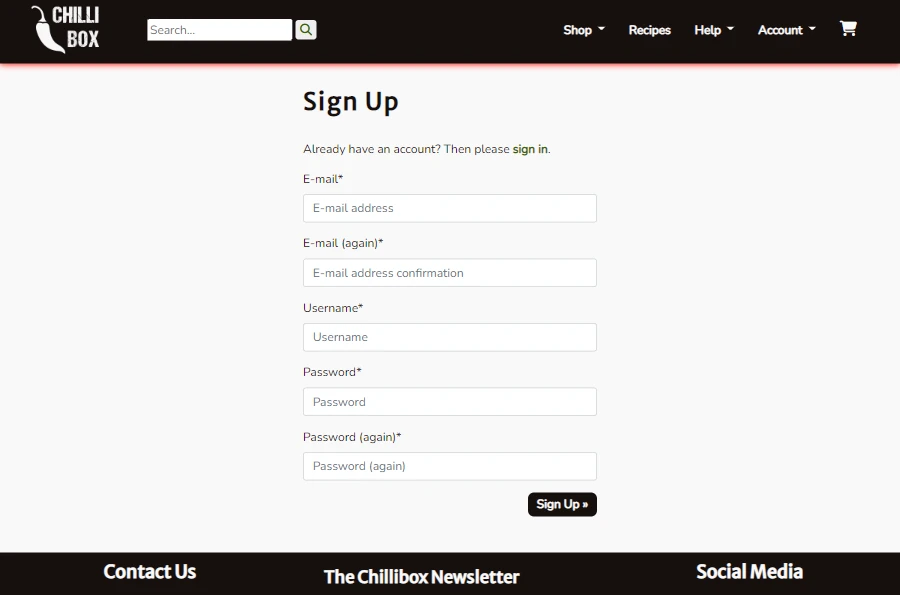 CHILLI
BOX
Search...
Shop
Recipes
Help
Account
Sign Up
Already have an account? Then please sign in.
E-mail*
E-mail address
E-mail (again)*
E-mail address confirmation
Username*
Username
Password*
Password
Password (again)*
Password (again)
Sign Up »
Contact Us
The Chillibox Newsletter
Social Media